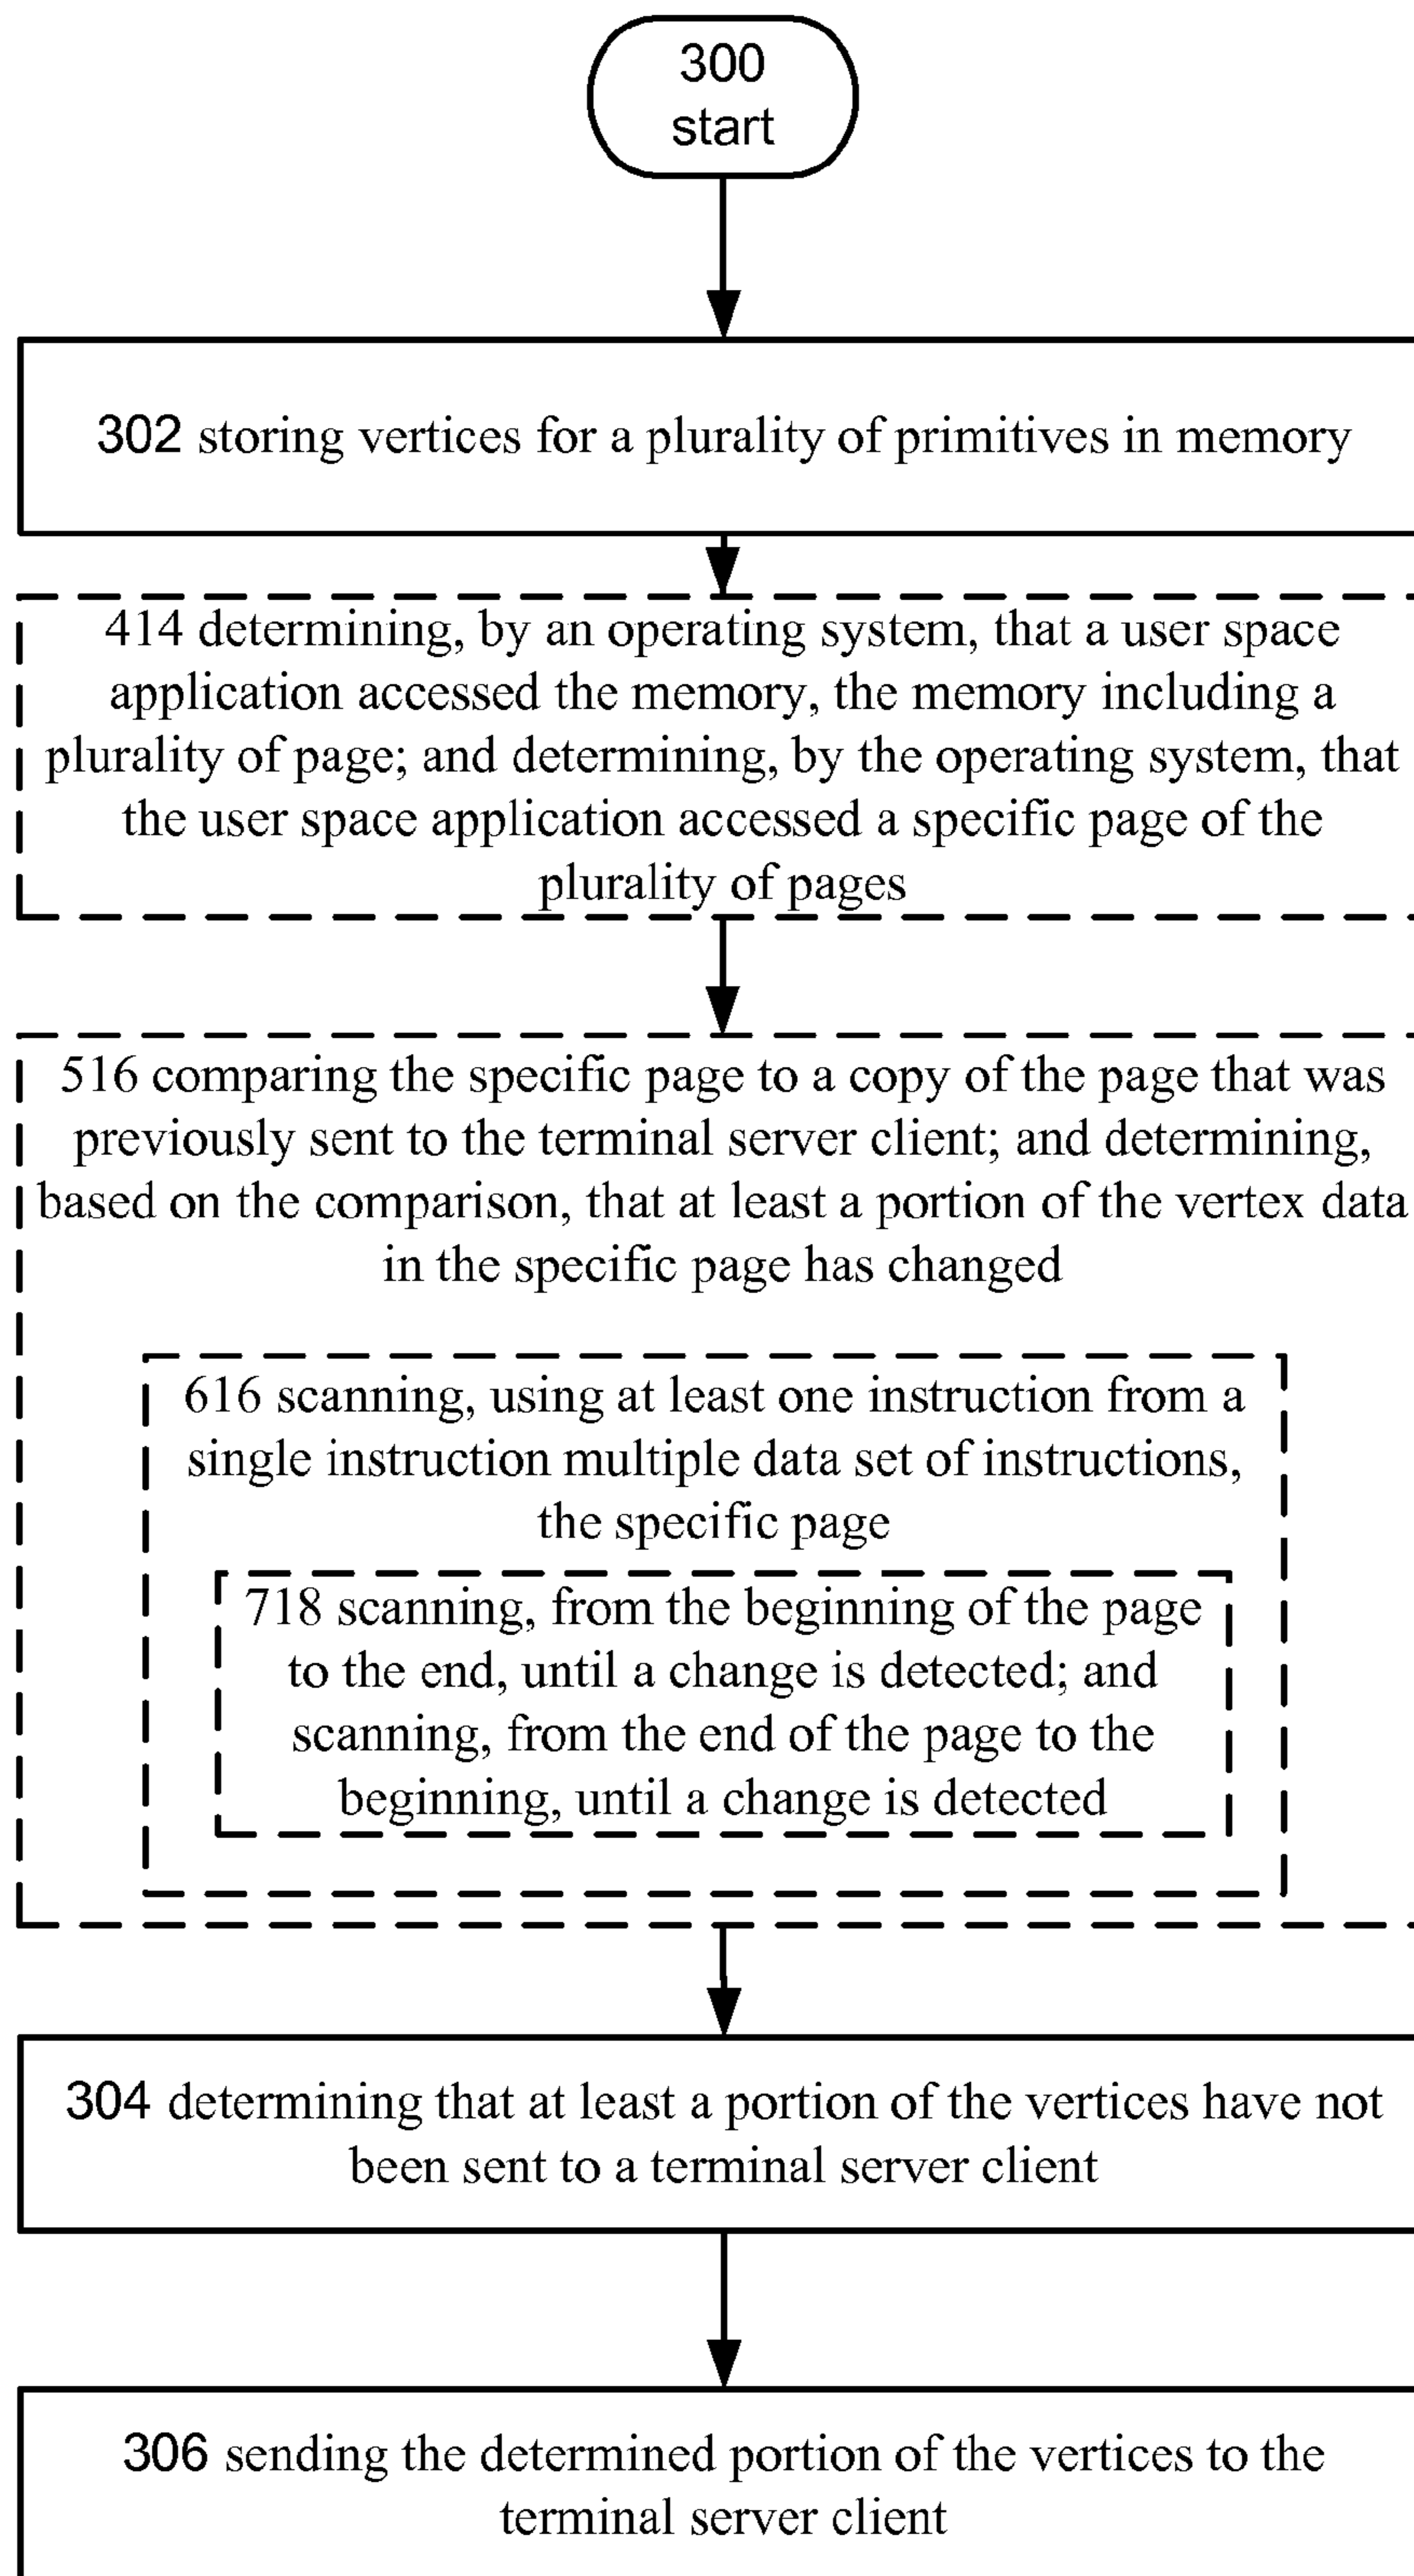 300
start
302 storing vertices for a plurality of primitives in memory
414 determining, by an operating system, that a user space
application accessed the memory, the memory including a
plurality of page; and determining, by the operating system, that
the user space application accessed a specific page of the
plurality of pages
516 comparing the specific page to a copy of the page that was
previously sent to the terminal server client; and determining,
based on the comparison, that at least a portion of the vertex data
in the specific page has changed
616 scanning, using at least one instruction from a
single instruction multiple data set of instructions,
the specific page
718 scanning, from the beginning of the page
to the end, until a change is detected; and
scanning, from the end of the page to the
beginning, until a change is detected
304 determining that at least a portion of the vertices have not
been sent to a terminal server client
306 sending the determined portion of the vertices to the
terminal server client